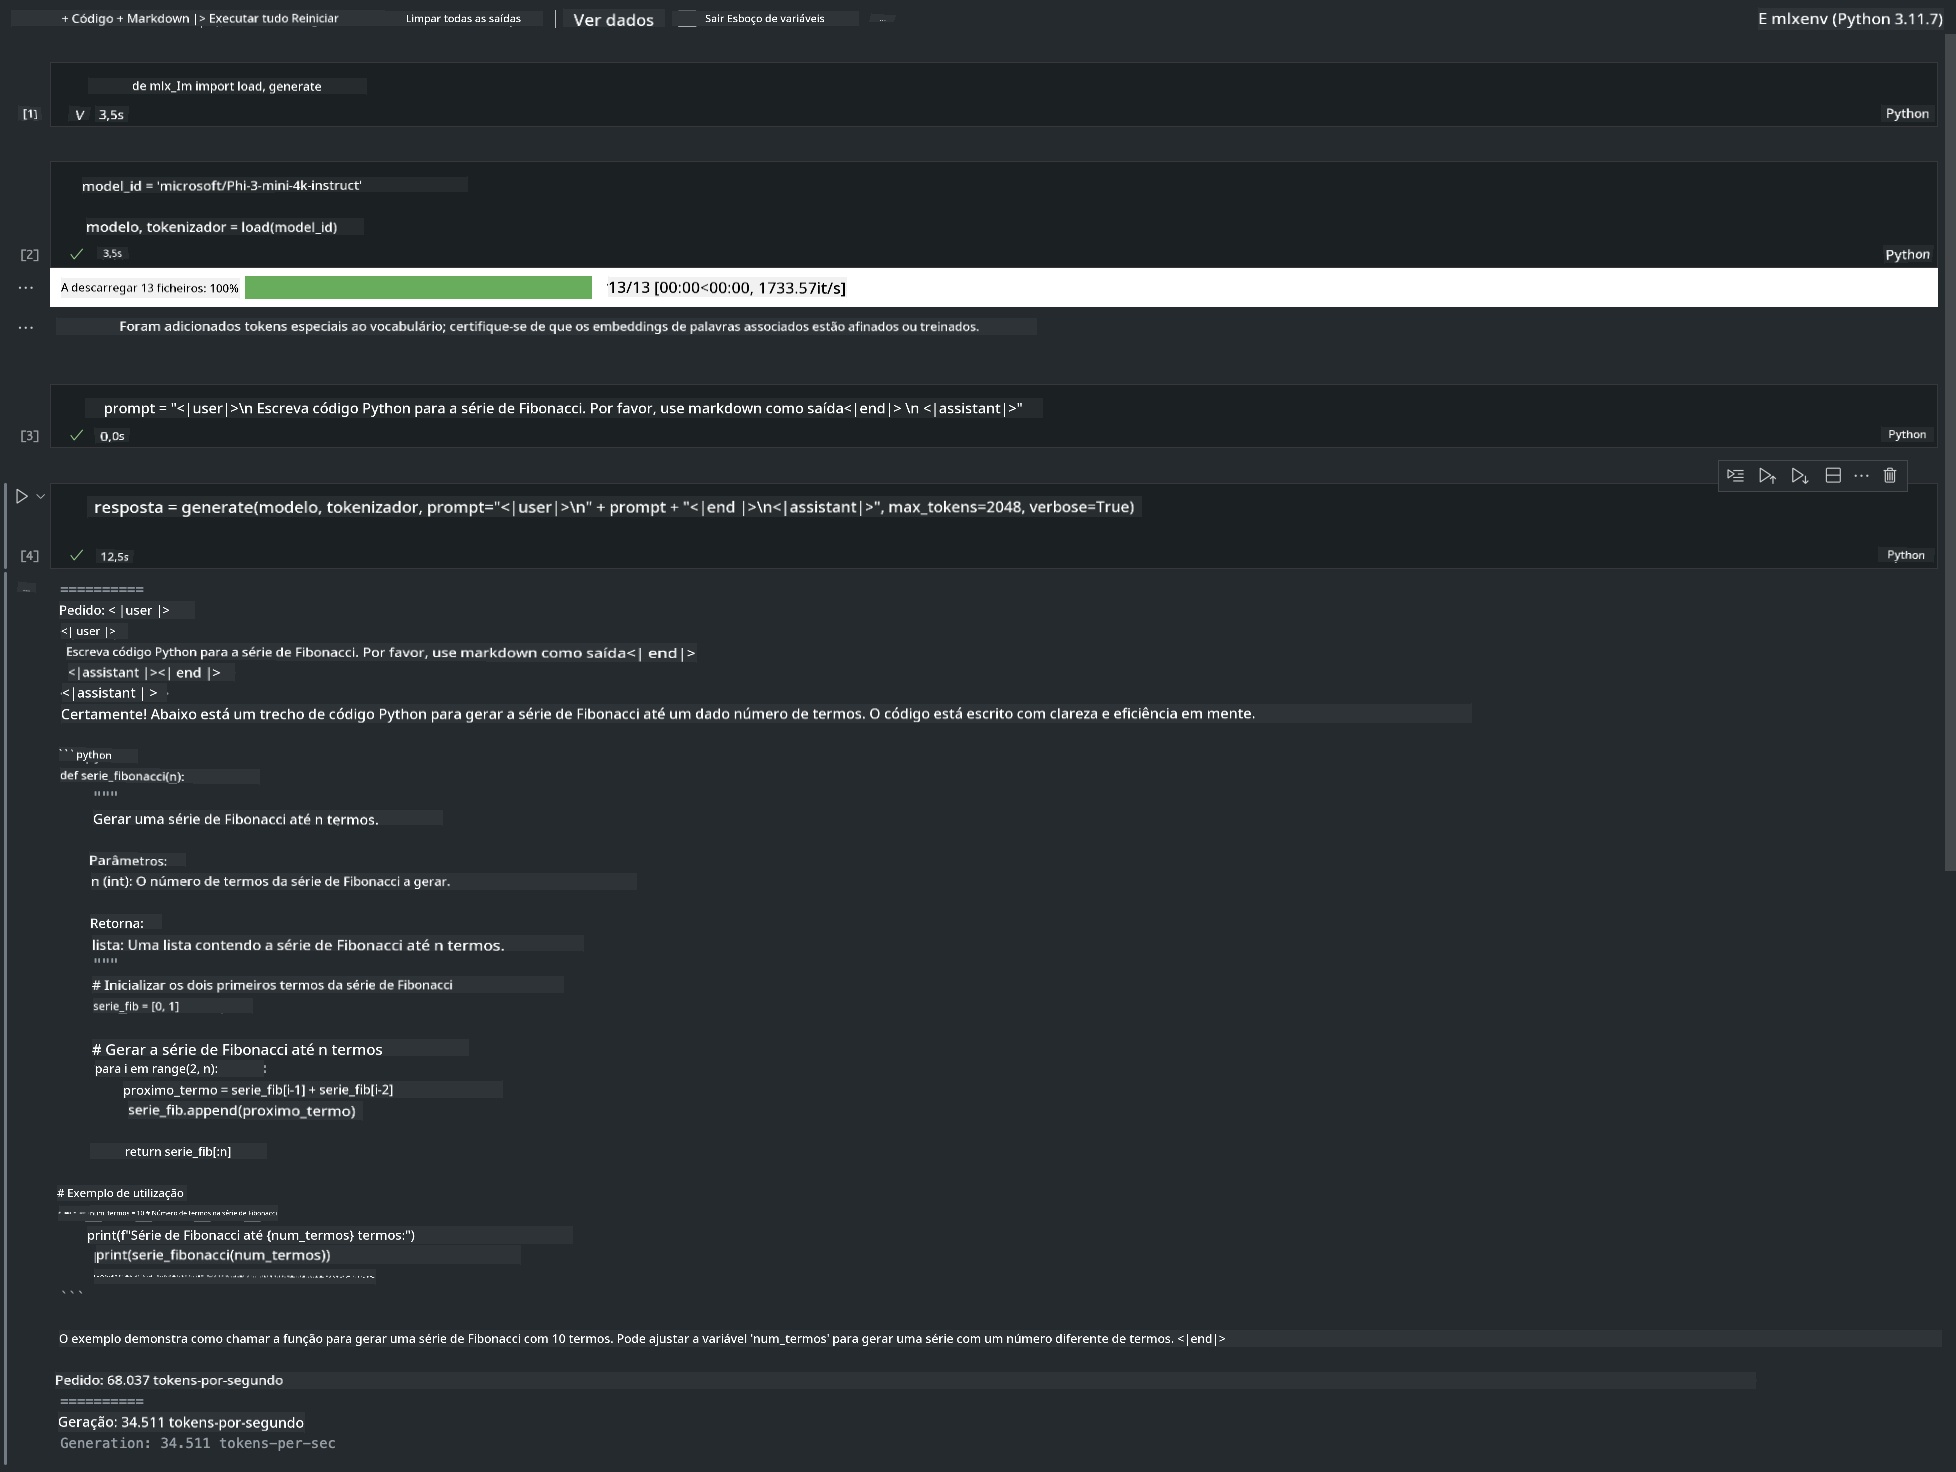 + Código + Markdown |> Executar tudo Reiniciar Limpar todas as saídas | Ver dados Sair Esboço de variáveis ... E mlxenv (Python 3.11.7)
de mlx_Im import load, generate
[1] V 3,5s Python
model_id = 'microsoft/Phi-3-mini-4k-instruct'
modelo, tokenizador = load(model_id)
[2] ✓ 3,5s Python
... A descarregar 13 ficheiros: 100% 13/13 [00:00<00:00, 1733.57it/s]
... Foram adicionados tokens especiais ao vocabulário; certifique-se de que os embeddings de palavras associados estão afinados ou treinados.
prompt = "<|user|>\n Escreva código Python para a série de Fibonacci. Por favor, use markdown como saída<|end|> \n <|assistant|>"
[3] ✓ 0,0s Python
resposta = generate(modelo, tokenizador, prompt="<|user|>\n" + prompt + "<|end |>\n<|assistant|>", max_tokens=2048, verbose=True)
[4] ✓ 12,5s Python
... ==========
Pedido: < |user |>
<| user |>
Escreva código Python para a série de Fibonacci. Por favor, use markdown como saída<| end|>
<|assistant |><| end |>
<|assistant | >
Certamente! Abaixo está um trecho de código Python para gerar a série de Fibonacci até um dado número de termos. O código está escrito com clareza e eficiência em mente.
```python
def serie_fibonacci(n):
"""
Gerar uma série de Fibonacci até n termos.
Parâmetros:
n (int): O número de termos da série de Fibonacci a gerar.
Retorna:
lista: Uma lista contendo a série de Fibonacci até n termos.
"""
# Inicializar os dois primeiros termos da série de Fibonacci
serie_fib = [0, 1]
# Gerar a série de Fibonacci até n termos
para i em range(2, n): :
proximo_termo = serie_fib[i-1] + serie_fib[i-2]
serie_fib.append(proximo_termo)
return serie_fib[:n]
# Exemplo de utilização
num_termos = 10 # Número de termos na série de Fibonacci
print(f"Série de Fibonacci até {num_termos} termos:")
print(serie_fibonacci(num_termos))
```
O exemplo demonstra como chamar a função para gerar uma série de Fibonacci com 10 termos. Pode ajustar a variável 'num_termos' para gerar uma série com um número diferente de termos. <|end|>
Pedido: 68.037 tokens-por-segundo
==========
Geração: 34.511 tokens-por-segundo
Generation: 34.511 tokens-per-sec